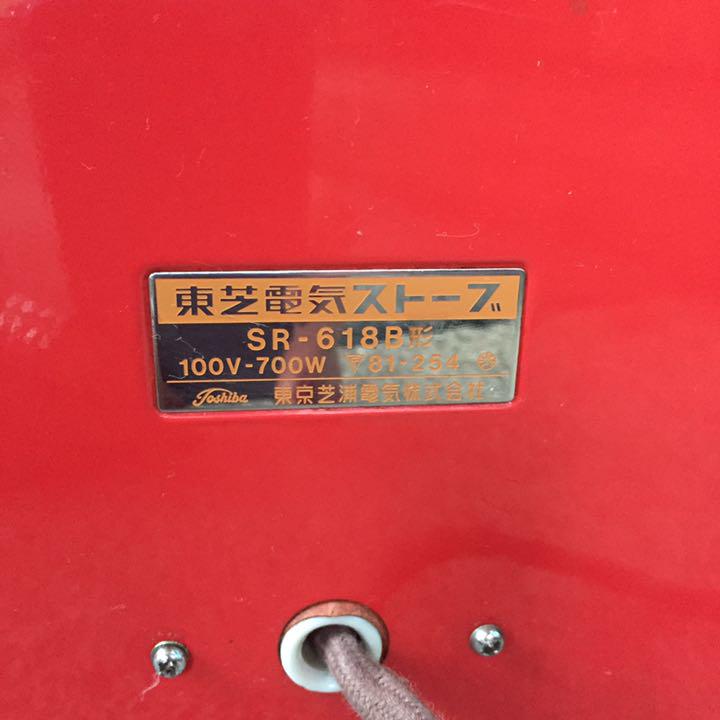 東芝電気ストーブ
SR-618B形
100V-700W 〒81-254
Toshiba 東京芝浦電気株式会社